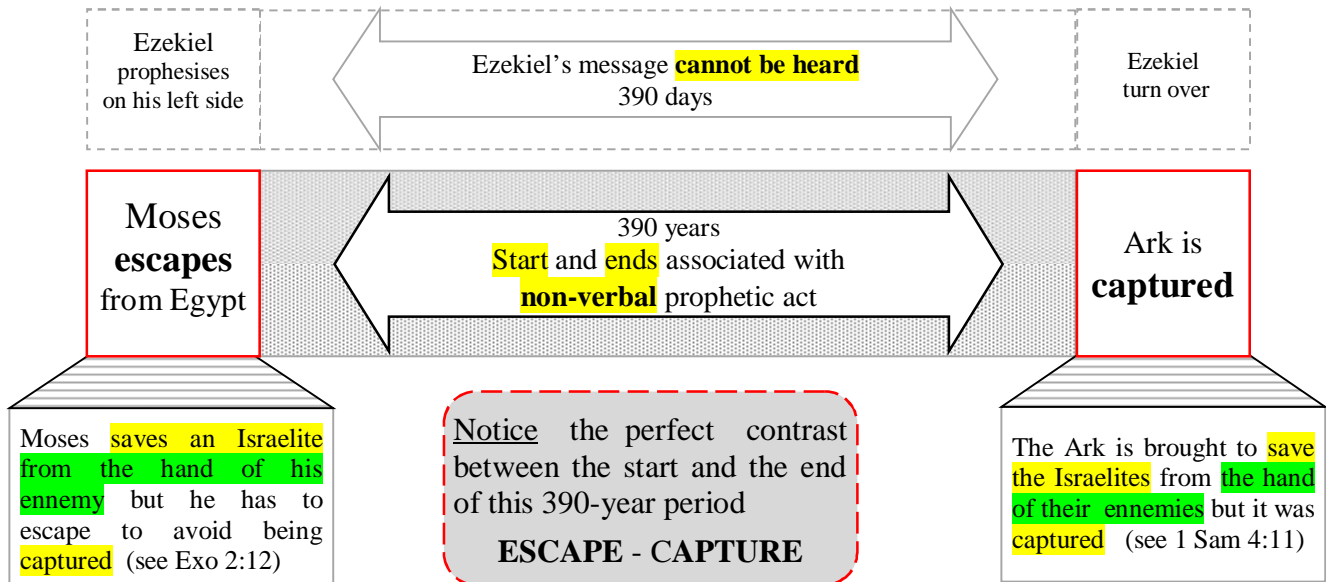 Ezekiel
prophesises
on his left side
Ezekiel’s message cannot be heard
390 days
Ezekiel
turn over
Moses
escapes
from Egypt
390 years
Start and ends associated with
non-verbal prophetic act
Ark is
captured
Moses saves an Israelite
from the hand of his
ennemy but he has to
escape to avoid being
captured (see Exo 2:12)
Notice the perfect contrast
between the start and the end
of this 390-year period
ESCAPE - CAPTURE
The Ark is brought to save
the Israelites from the hand
of their ennemies but it was
captured (see 1 Sam 4:11)